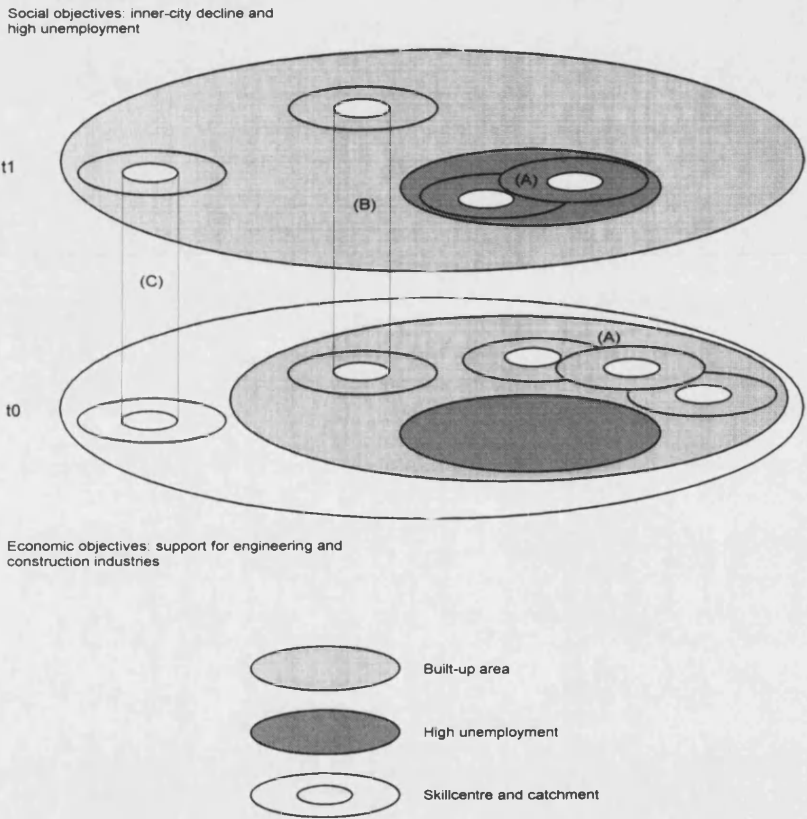 Social objectives: inner-city decline and
high unemployment
t1
(A)
(B)
(C)
(A)
t0
Economic objectives: support for engineering and
construction industries
Built-up area
High unemployment
Skillcentre and catchment